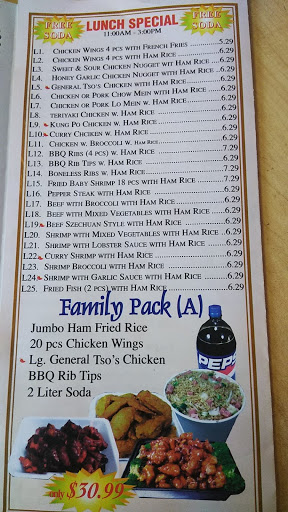 FREE SODA
LUNCH SPECIAL
11:00AM - 3:00PM
FREE SODA
L1. Chicken Wings 4 pcs with French Fries 5.29
L2. Chicken Wings 4 pcs with Ham Rice 6.29
L3. Sweet & Sour Chicken Nugget wit Ham Rice 6.29
L4. Honey Garlic Chicken Nugget with Ham Rice 6.29
L5. General Tso's Chicken with Ham Rice 6.29
L6. Chicken or Pork Chow Mein with Ham Rice 6.29
L7. Chicken or Pork Lo Mein w. Ham Rice 6.29
L8. teriyaki Chicken w. Ham Rice 6.29
L9. Kung Po Chicken w. Ham Rice 6.29
L10. Curry Chciken w. Ham Rice 6.29
L11. Chicken w. Broccoli w. Ham Rice 6.29
L12. BBQ Ribs (4 pcs) w. Ham Rice 7.29
L13. BBQ Rib Tips w. Ham Rice 6.29
L14. Boneless Ribs w. Ham Rice 7.29
L15. Fried Baby Shrimp 18 pcs with Ham Rice 6.29
L16. Pepper Steak with Ham Rice 6.29
L17. Beef with Broccoli with Ham Rice 6.29
L18. Beef with Mixed Vegetables with Ham Rice 6.29
L19. Beef Szechuan Style with Ham Rice 6.29
L20. Shrimp with Mixed Vegetables with Ham Rice 6.29
L21. Shrimp with Lobster Sauce with Ham Rice 6.29
L22. Curry Shrimp with Ham Rice 6.29
L23. Shrimp Broccoli with Ham Rice 6.29
L24. Shrimp with Garlic Sauce with Ham Rice 6.29
L25. Fried Fish (2 pcs) with Ham Rice 6.29
Family Pack (A)
Jumbo Ham Fried Rice
20 pcs Chicken Wings
Lg. General Tso's Chicken
BBQ Rib Tips
2 Liter Soda
PEPS
only $30.99